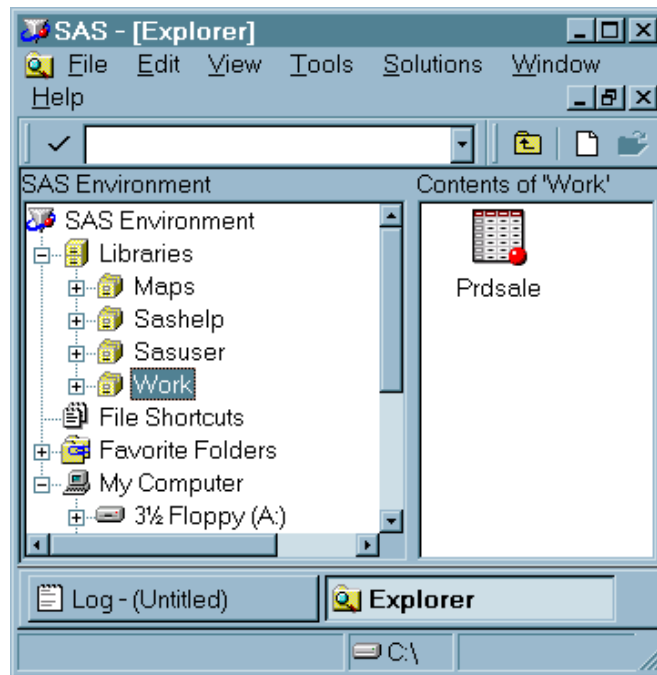 SAS - [Explorer]
File Edit View Tools Solutions Window
Help
SAS Environment
Contents of 'Work'
SAS Environment
Libraries
Maps
Sashelp
Sasuser
Work
File Shortcuts
Favorite Folders
My Computer
3½ Floppy (A:)
Prdsale
Log - (Untitled)
Explorer
C:\